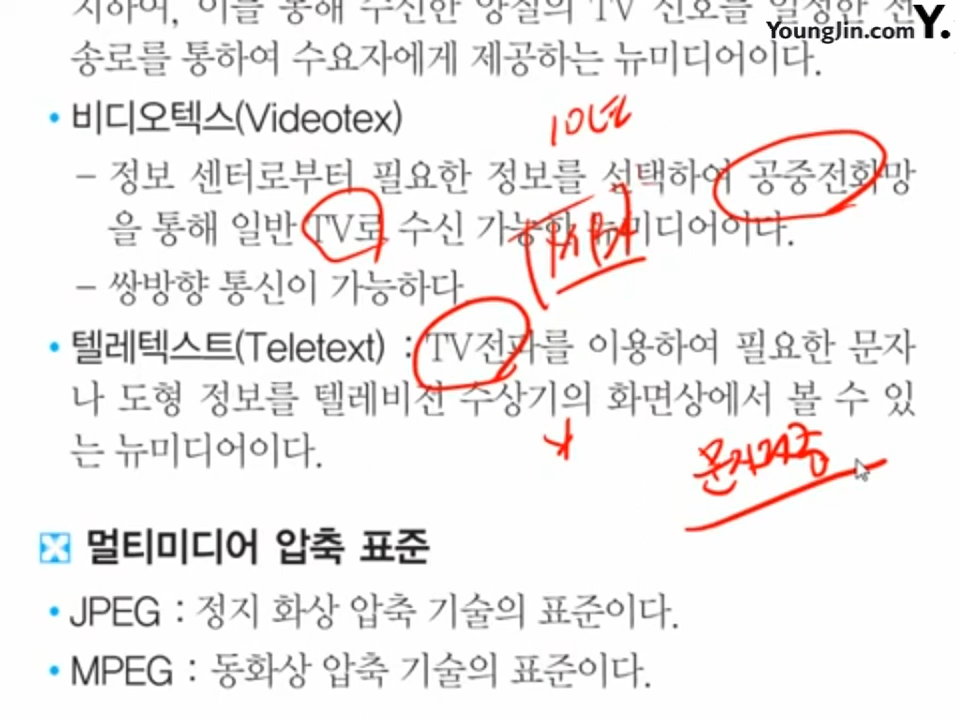 지하여, 이를 통해 수신한 양질의 TV 신호를 일정한 전
송로를 통하여 수요자에게 제공하는 뉴미디어이다.
YoungJin.com Y.
• 비디오텍스(Videotex)
– 정보 센터로부터 필요한 정보를 선택하여 공중전화망
을 통해 일반 TV로 수신 가능한 뉴미디어이다.
– 쌍방향 통신이 가능하다.
• 텔레텍스트(Teletext) : TV전파를 이용하여 필요한 문자
나 도형 정보를 텔레비전 수상기의 화면상에서 볼 수 있
는 뉴미디어이다.
문자다중
멀티미디어 압축 표준
• JPEG : 정지 화상 압축 기술의 표준이다.
• MPEG : 동화상 압축 기술의 표준이다.